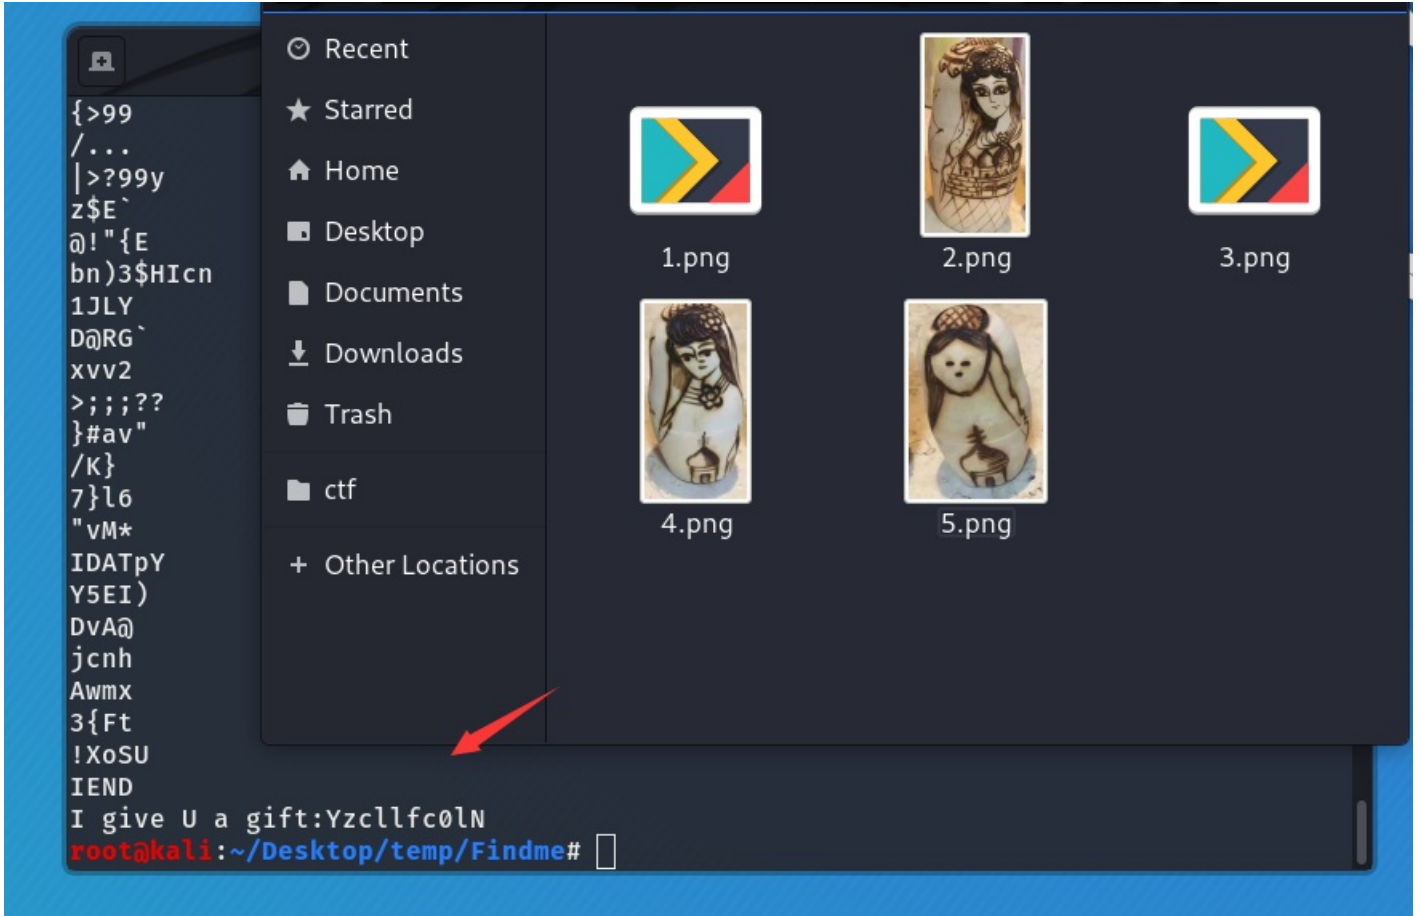 {>99
/...
|>?99y
z$E`
@!"{E
bn)3$HIcn
1JLY
D@RG`
xvv2
>;;;??
}#av"
/K}
7}l6
"vM*
IDATpY
Y5EI)
DvA@
jcnh
Awmx
3{Ft
!XoSU
IEND
I give U a gift:Yzcllfc0lN
root@kali:~/Desktop/temp/Findme#
Recent
Starred
Home
Desktop
Documents
Downloads
Trash
ctf
+ Other Locations
1.png
2.png
3.png
4.png
5.png